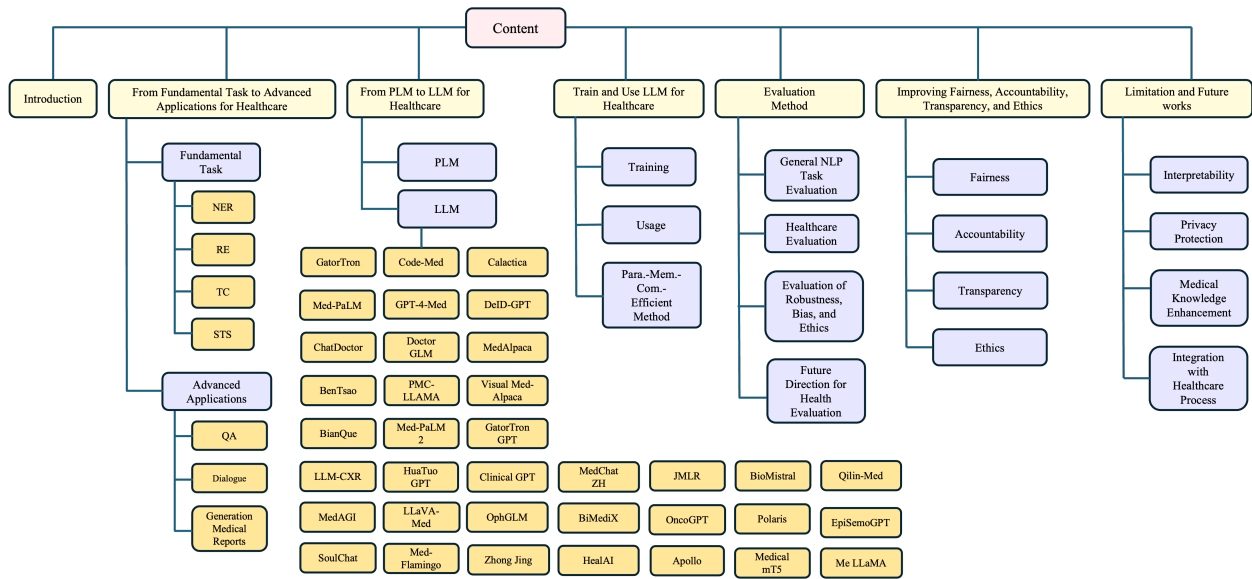 Content
Introduction
From Fundamental Task to Advanced
Applications for Healthcare
From PLM to LLM for
Healthcare
Train and Use LLM for
Healthcare
Evaluation
Method
Improving Fairness, Accountability,
Transparency, and Ethics
Limitation and Future
works
Fundamental
Task
NER
RE
TC
STS
Advanced
Applications
QA
Dialogue
Generation
Medical
Reports
PLM
LLM
GatorTron
Code-Med
Calactica
Med-PaLM
GPT-4-Med
DeID-GPT
ChatDoctor
Doctor
GLM
MedAlpaca
BenTsao
PMC-
LLAMA
Visual Med-
Alpaca
BianQue
Med-PaLM
2
GatorTron
GPT
LLM-CXR
HuaTuo
GPT
Clinical GPT
MedChat
ZH
JMLR
BioMistral
Qilin-Med
MedAGI
LLaVA-
Med
OphGLM
BiMediX
OncoGPT
Polaris
EpiSemoGPT
SoulChat
Med-
Flamingo
Zhong Jing
HealAI
Apollo
Medical
mT5
Me LLaMA
Training
Usage
Para.-Mem.-
Com.-
Efficient
Method
General NLP
Task
Evaluation
Healthcare
Evaluation
Evaluation of
Robustness,
Bias, and
Ethics
Future
Direction for
Health
Evaluation
Fairness
Accountability
Transparency
Ethics
Interpretability
Privacy
Protection
Medical
Knowledge
Enhancement
Integration
with
Healthcare
Process